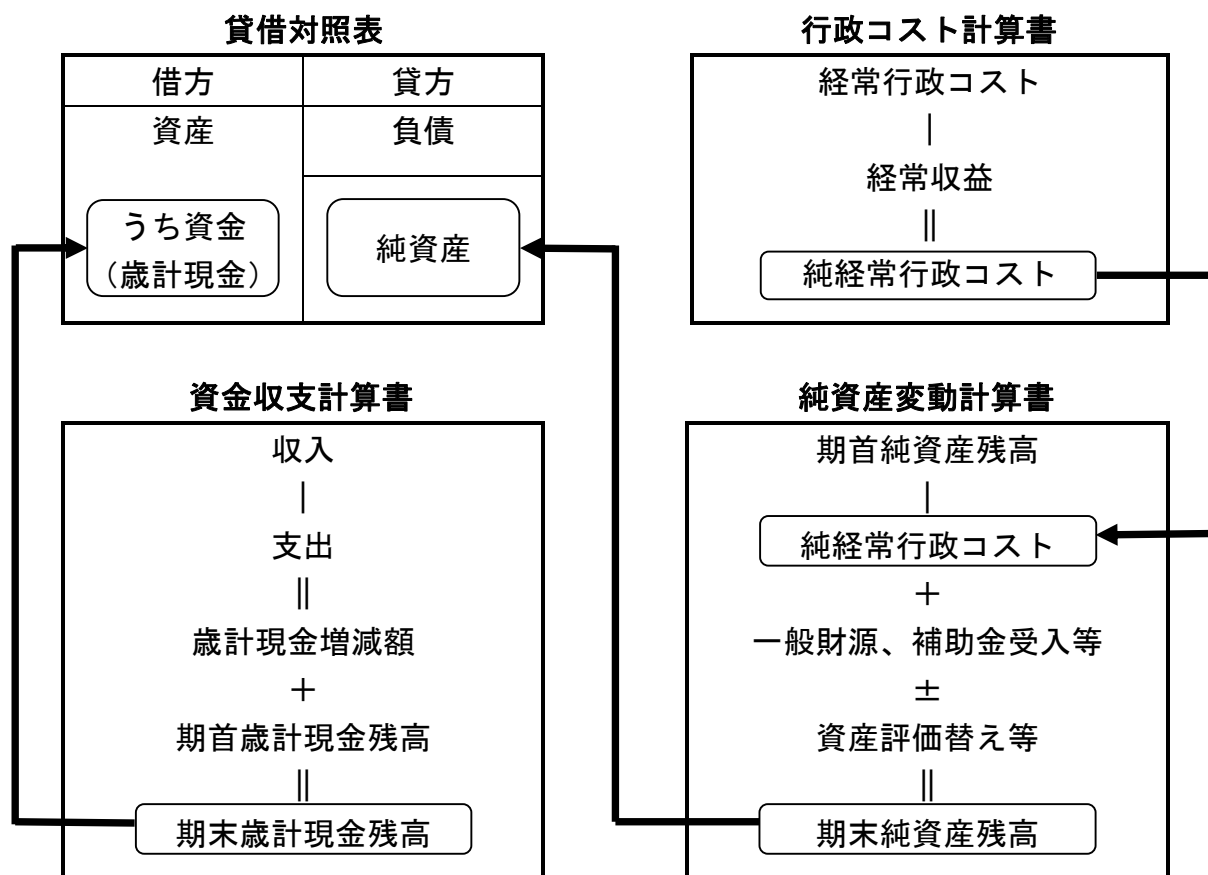 貸借対照表
借方
貸方
資産
負債
うち資金
（歳計現金）
純資産
行政コスト計算書
経常行政コスト
｜
経常収益
||
純経常行政コスト
資金収支計算書
収入
｜
支出
||
歳計現金増減額
＋
期首歳計現金残高
||
期末歳計現金残高
純資産変動計算書
期首純資産残高
｜
純経常行政コスト
＋
一般財源、補助金受入等
±
資産評価替え等
||
期末純資産残高